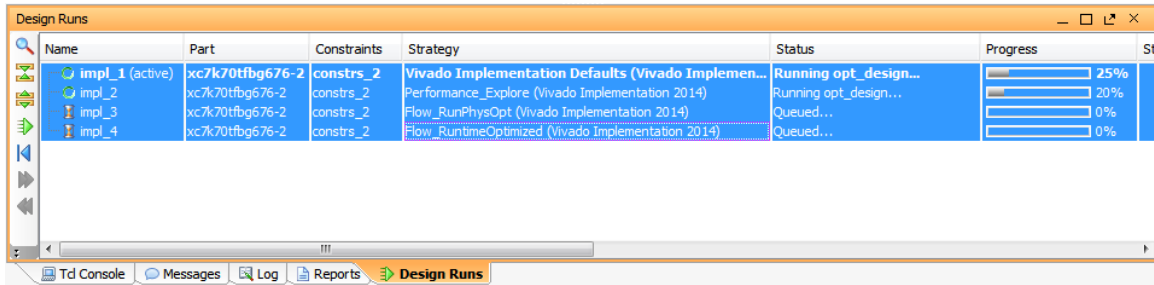 Design Runs
Name Part Constraints Strategy Status Progress St
impl_1 (active) xc7k70tfbg676-2 constrs_2 Vivado Implementation Defaults (Vivado Implemen... Running opt_design... 25%
impl_2 xc7k70tfbg676-2 constrs_2 Performance_Explore (Vivado Implementation 2014) Running opt_design... 20%
impl_3 xc7k70tfbg676-2 constrs_2 Flow_RunPhysOpt (Vivado Implementation 2014) Queued... 0%
impl_4 xc7k70tfbg676-2 constrs_2 Flow_RuntimeOptimized (Vivado Implementation 2014) Queued... 0%
Tcl Console Messages Log Reports Design Runs